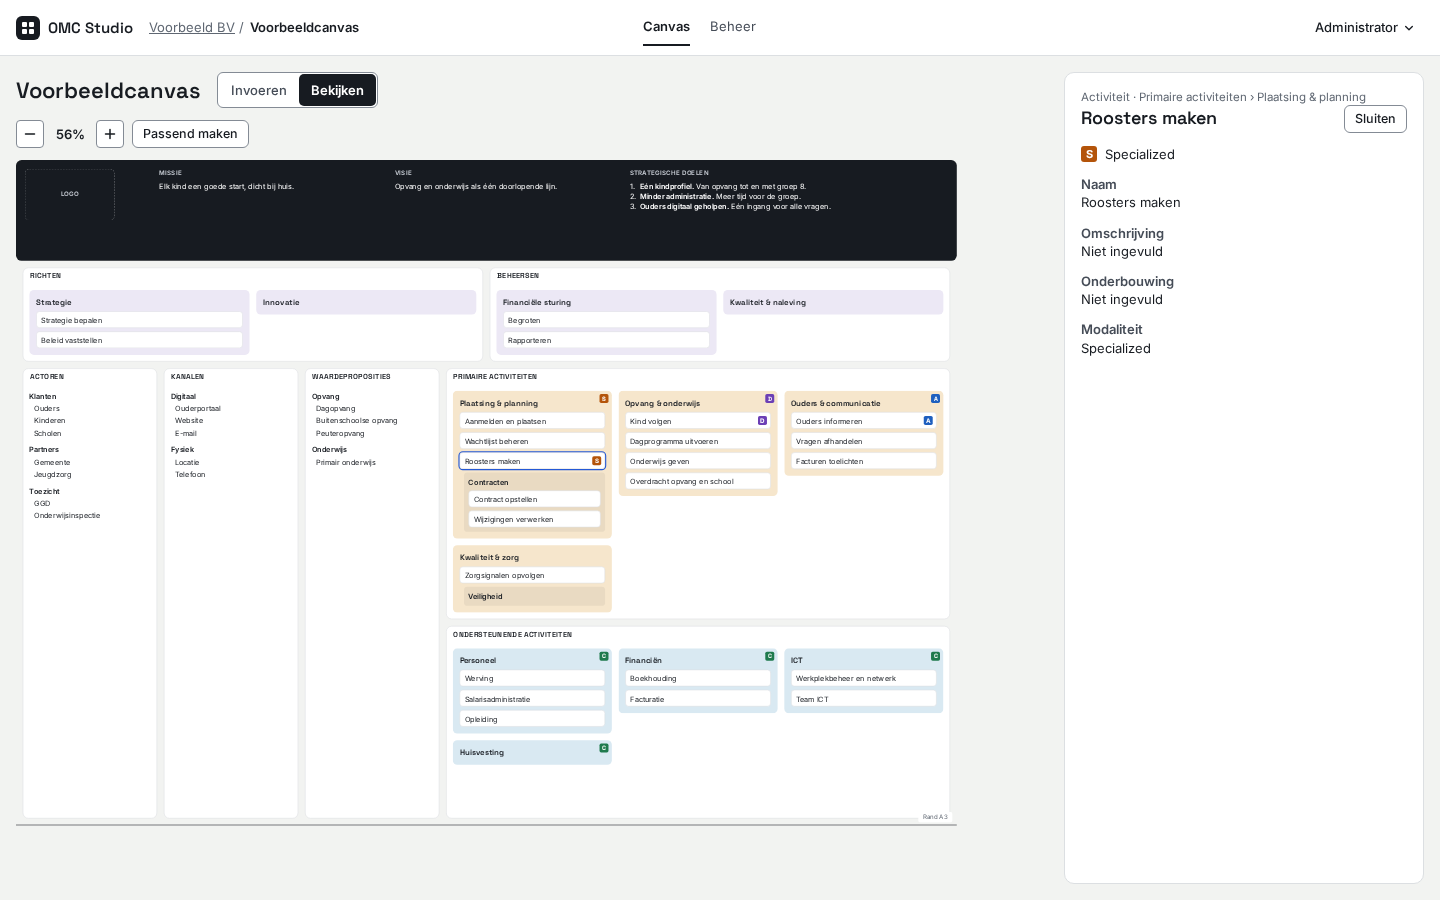 OMC Studio
Voorbeeld BV / Voorbeeldcanvas
Canvas
Beheer
Administrator
Voorbeeldcanvas
Invoeren
Bekijken
56%
Passend maken
LOGO
MISSIE
Elk kind een goede start, dicht bij huis.
VISIE
Opvang en onderwijs als één doorlopende lijn.
STRATEGISCHE DOELEN
1. Eén kindprofiel. Van opvang tot en met groep 8.
2. Minder administratie. Meer tijd voor de groep.
3. Ouders digitaal geholpen. Eén ingang voor alle vragen.
RICHTEN
Strategie
Strategie bepalen
Beleid vaststellen
Innovatie
BEHEERSEN
Financiële sturing
Begroten
Rapporteren
Kwaliteit & naleving
ACTOREN
Klanten
Ouders
Kinderen
Scholen
Partners
Gemeente
Jeugdzorg
Toezicht
GGD
Onderwijsinspectie
KANALEN
Digitaal
Ouderportaal
Website
E-mail
Fysiek
Locatie
Telefoon
WAARDEPROPOSITIES
Opvang
Dagopvang
Buitenschoolse opvang
Peuteropvang
Onderwijs
Primair onderwijs
PRIMAIRE ACTIVITEITEN
Plaatsing & planning S
Aanmelden en plaatsen
Wachtlijst beheren
Roosters maken S
Contracten
Contract opstellen
Wijzigingen verwerken
Opvang & onderwijs D
Kind volgen D
Dagprogramma uitvoeren
Onderwijs geven
Overdracht opvang en school
Ouders & communicatie A
Ouders informeren A
Vragen afhandelen
Facturen toelichten
Kwaliteit & zorg
Zorgsignalen opvolgen
Veiligheid
ONDERSTEUNENDE ACTIVITEITEN
Personeel C
Werving
Salarisadministratie
Opleiding
Financiën C
Boekhouding
Facturatie
ICT C
Werkplekbeheer en netwerk
Team ICT
Huisvesting C
Rand A3
Activiteit · Primaire activiteiten › Plaatsing & planning
Roosters maken
Sluiten
S Specialized
Naam
Roosters maken
Omschrijving
Niet ingevuld
Onderbouwing
Niet ingevuld
Modaliteit
Specialized